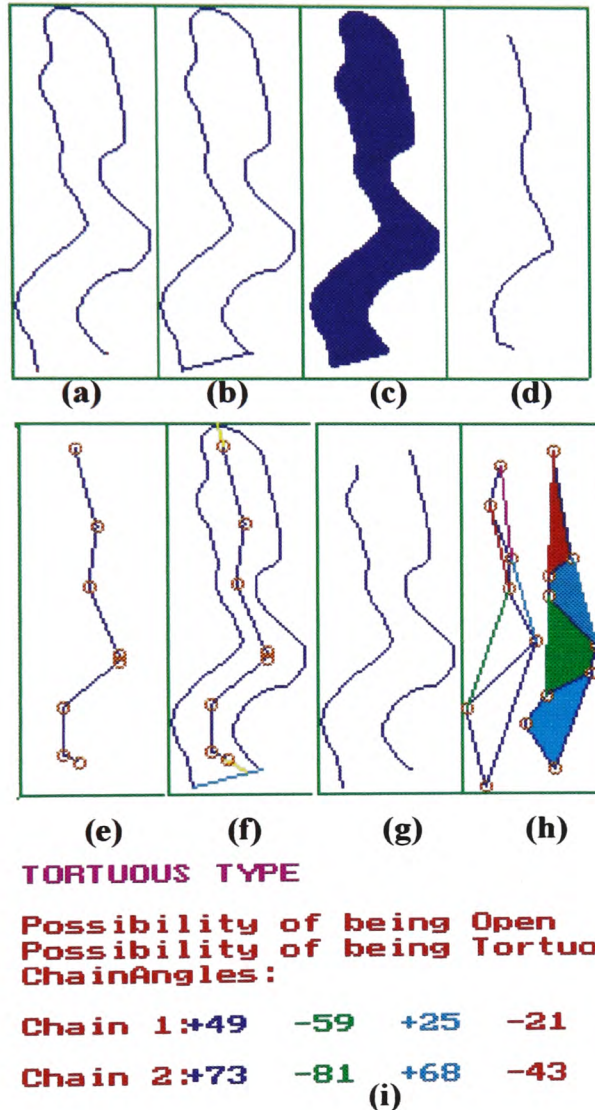 (a) (b) (c) (d)
(e) (f) (g) (h)
TORTUOUS TYPE
Possibility of being Open
Possibility of being Tortuo
ChainAngles:
Chain 1:+49 -59 +25 -21
Chain 2:+73 -81 +68 -43
(i)